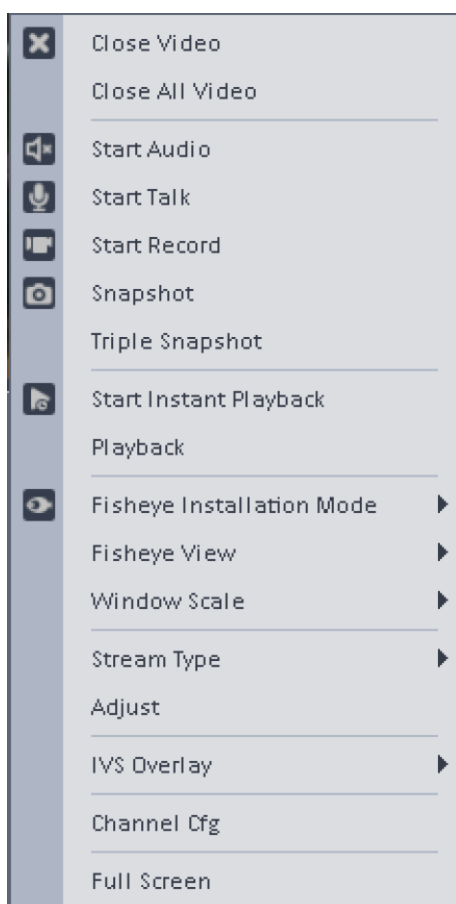 Close Video
Close All Video
Start Audio
Start Talk
Start Record
Snapshot
Triple Snapshot
Start Instant Playback
Playback
Fisheye Installation Mode
Fisheye View
Window Scale
Stream Type
Adjust
IVS Overlay
Channel Cfg
Full Screen